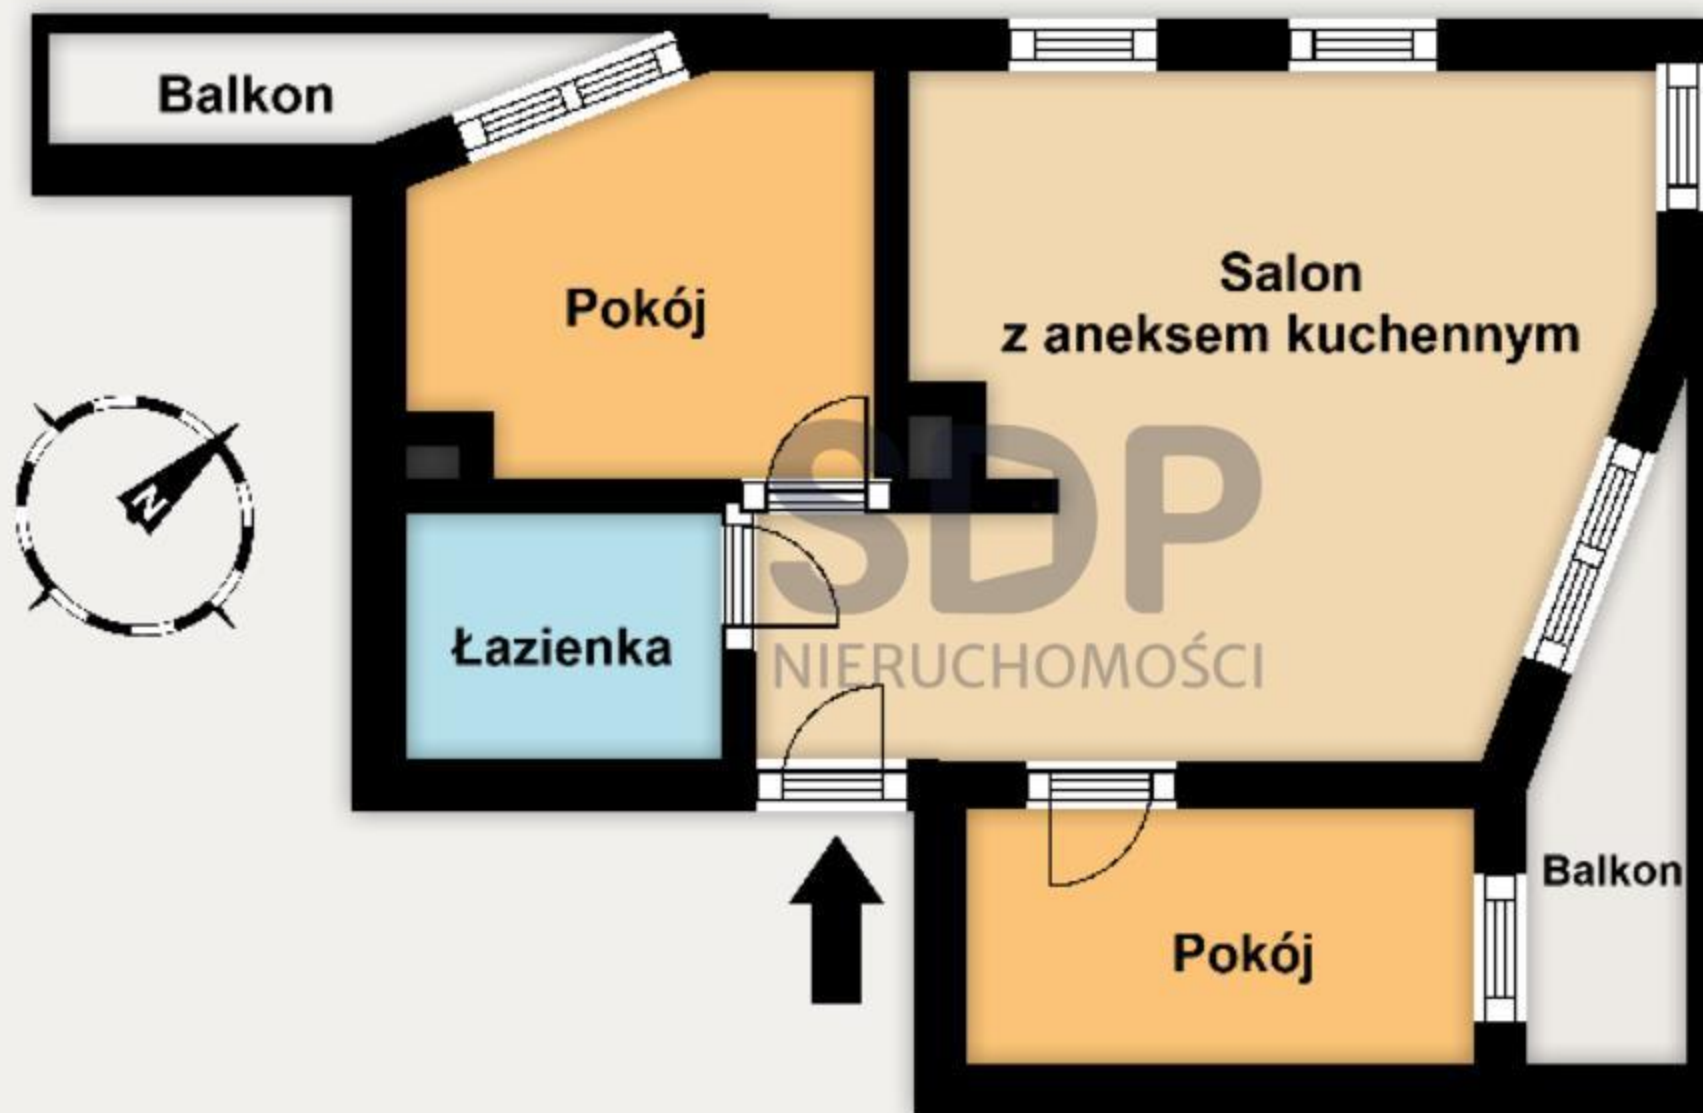 Balkon
Pokój
Salon
z aneksem kuchennym
N
SDP
NIERUCHOMOŚCI
Łazienka
Balkon
Pokój